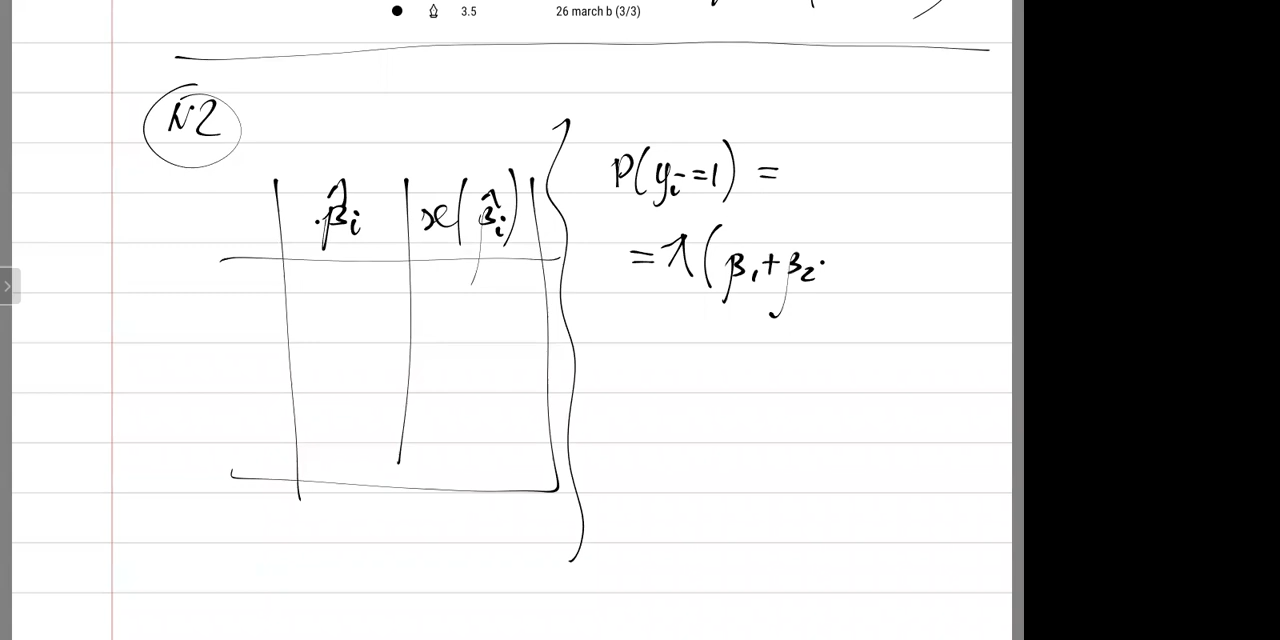 3.5 26 march b (3/3)
№2
β̂i se(β̂i)
P(yi=1) =
= Λ(β1+β2·